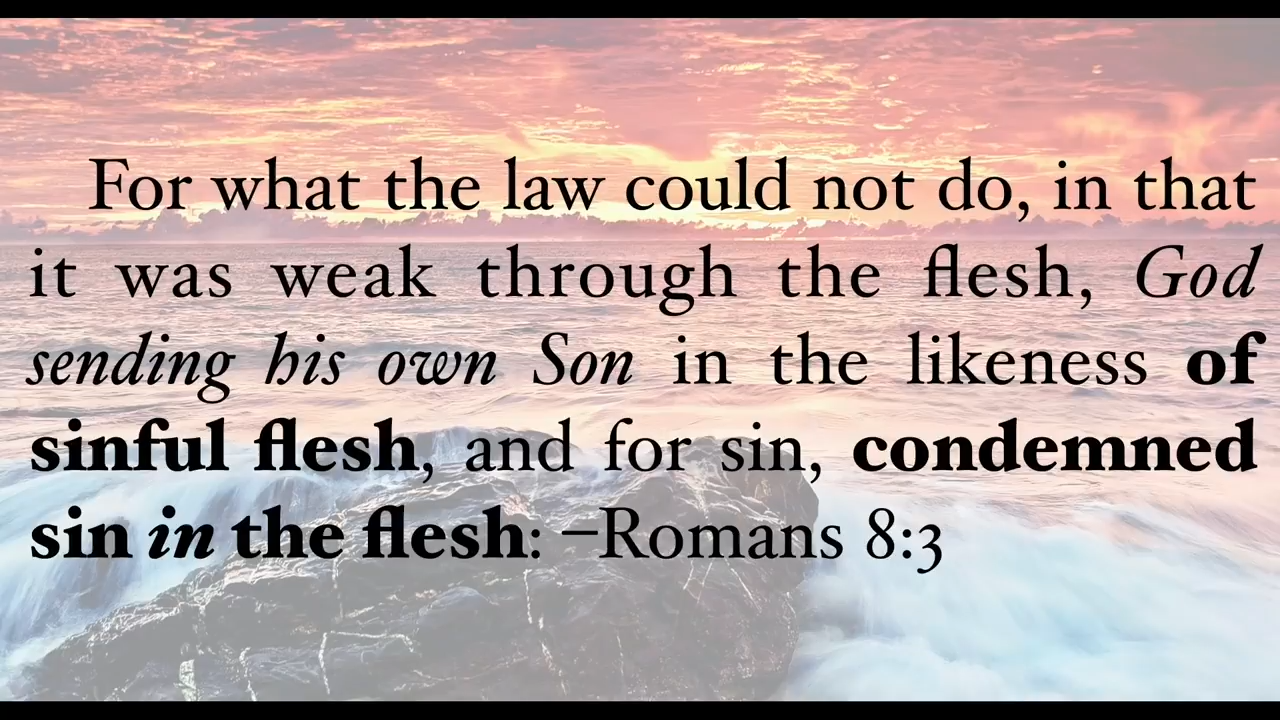 For what the law could not do, in that
it was weak through the flesh, God
sending his own Son in the likeness of
sinful flesh, and for sin, condemned
sin in the flesh: –Romans 8:3